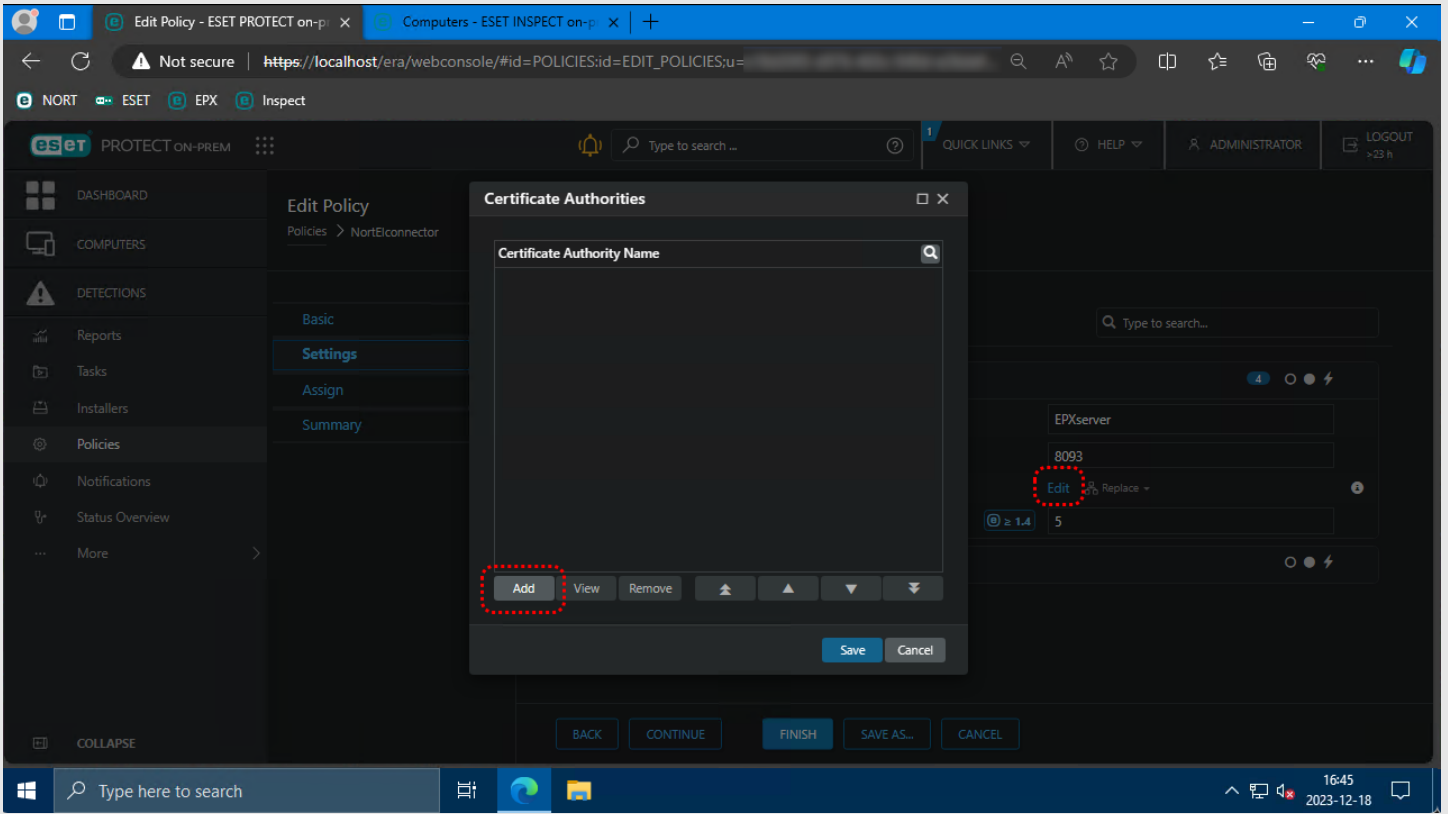 Edit Policy - ESET PROTECT on-pr
Computers - ESET INSPECT on-p
Not secure
https://localhost/era/webconsole/#id=POLICIES:id=EDIT_POLICIES;u=
NORT
ESET
EPX
Inspect
eset PROTECT ON-PREM
Type to search ...
1
QUICK LINKS
HELP
ADMINISTRATOR
LOGOUT
>23 h
DASHBOARD
COMPUTERS
DETECTIONS
Reports
Tasks
Installers
Policies
Notifications
Status Overview
More
COLLAPSE
Edit Policy
Policies > NortEIconnector
Basic
Settings
Assign
Summary
Certificate Authorities
Certificate Authority Name
Add
View
Remove
Save
Cancel
Type to search...
4
EPXserver
8093
Edit
Replace
≥ 1.4
5
BACK
CONTINUE
FINISH
SAVE AS...
CANCEL
Type here to search
16:45
2023-12-18